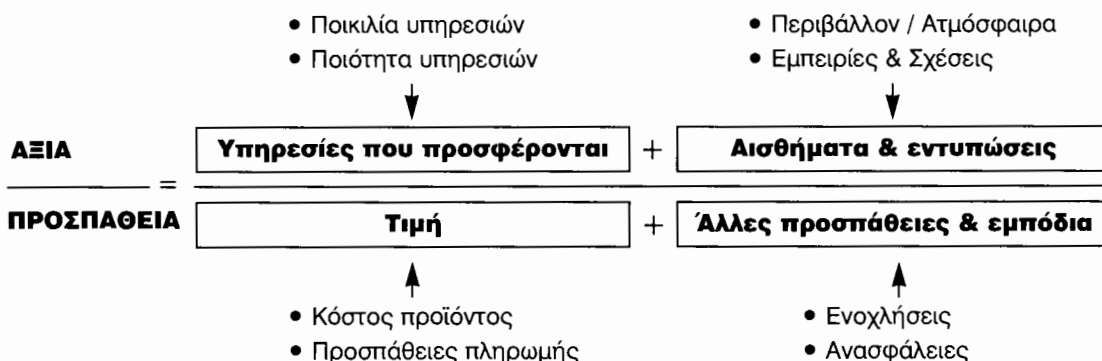 • Ποικιλία υπηρεσιών
• Ποιότητα υπηρεσιών
• Περιβάλλον / Ατμόσφαιρα
• Εμπειρίες & Σχέσεις
ΑΞΙΑ
Υπηρεσίες που προσφέρονται + Αισθήματα & εντυπώσεις
=
ΠΡΟΣΠΑΘΕΙΑ
Τιμή + Άλλες προσπάθειες & εμπόδια
• Κόστος προϊόντος
• Προσπάθειες πληρωμής
• Ενοχλήσεις
• Ανασφάλειες